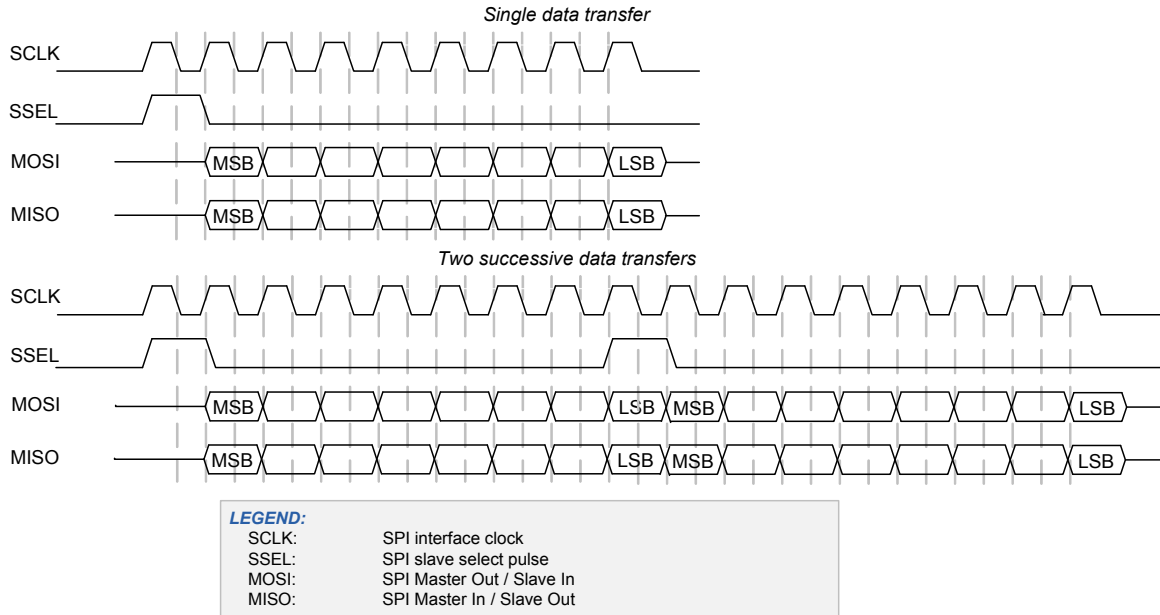 Single data transfer
SCLK
SSEL
MOSI MSB LSB
MISO MSB LSB
Two successive data transfers
SCLK
SSEL
MOSI MSB LSB MSB LSB
MISO MSB LSB MSB LSB
LEGEND:
SCLK: SPI interface clock
SSEL: SPI slave select pulse
MOSI: SPI Master Out / Slave In
MISO: SPI Master In / Slave Out